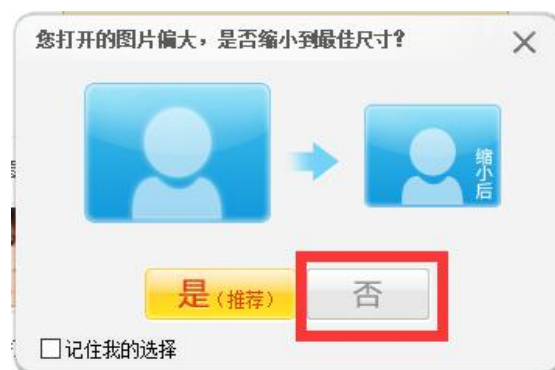 您打开的图片偏大，是否缩小到最佳尺寸？
缩小后
是（推荐）
否
记住我的选择